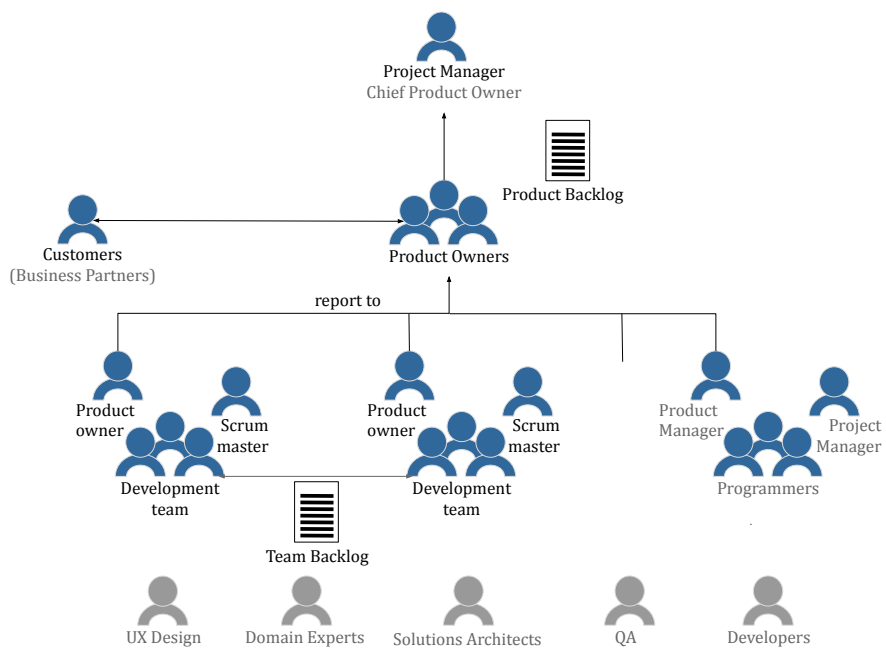 Project Manager
Chief Product Owner
Product Backlog
Customers
(Business Partners)
Product Owners
report to
Product
owner
Scrum
master
Development
team
Product
owner
Scrum
master
Development
team
Product
Manager
Project
Manager
Programmers
Team Backlog
UX Design
Domain Experts
Solutions Architects
QA
Developers